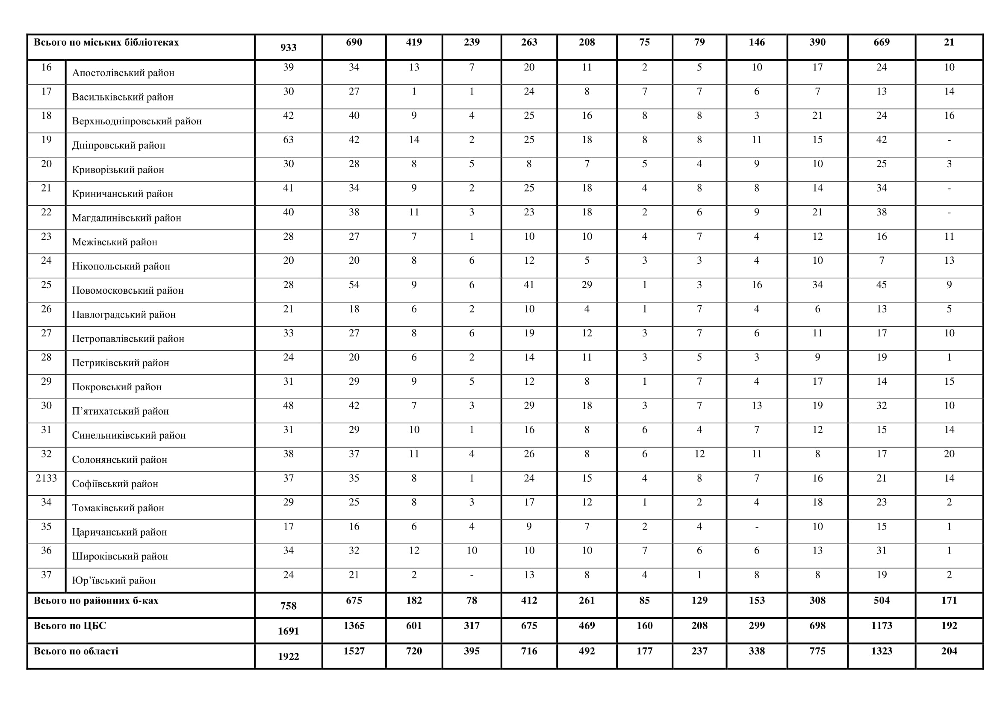 Всього по міських бібліотеках 933 690 419 239 263 208 75 79 146 390 669 21
16 Апостолівський район 39 34 13 7 20 11 2 5 10 17 24 10
17 Васильківський район 30 27 1 1 24 8 7 7 6 7 13 14
18 Верхньодніпровський район 42 40 9 4 25 16 8 8 3 21 24 16
19 Дніпровський район 63 42 14 2 25 18 8 8 11 15 42 -
20 Криворізький район 30 28 8 5 8 7 5 4 9 10 25 3
21 Криничанський район 41 34 9 2 25 18 4 8 8 14 34 -
22 Магдалинівський район 40 38 11 3 23 18 2 6 9 21 38 -
23 Межівський район 28 27 7 1 10 10 4 7 4 12 16 11
24 Нікопольський район 20 20 8 6 12 5 3 3 4 10 7 13
25 Новомосковський район 28 54 9 6 41 29 1 3 16 34 45 9
26 Павлоградський район 21 18 6 2 10 4 1 7 4 6 13 5
27 Петропавлівський район 33 27 8 6 19 12 3 7 6 11 17 10
28 Петриківський район 24 20 6 2 14 11 3 5 3 9 19 1
29 Покровський район 31 29 9 5 12 8 1 7 4 17 14 15
30 П’ятихатський район 48 42 7 3 29 18 3 7 13 19 32 10
31 Синельниківський район 31 29 10 1 16 8 6 4 7 12 15 14
32 Солонянський район 38 37 11 4 26 8 6 12 11 8 17 20
2133 Софіївський район 37 35 8 1 24 15 4 8 7 16 21 14
34 Томаківський район 29 25 8 3 17 12 1 2 4 18 23 2
35 Царичанський район 17 16 6 4 9 7 2 4 - 10 15 1
36 Широківський район 34 32 12 10 10 10 7 6 6 13 31 1
37 Юр’ївський район 24 21 2 - 13 8 4 1 8 8 19 2
Всього по районних б-ках 758 675 182 78 412 261 85 129 153 308 504 171
Всього по ЦБС 1691 1365 601 317 675 469 160 208 299 698 1173 192
Всього по області 1922 1527 720 395 716 492 177 237 338 775 1323 204